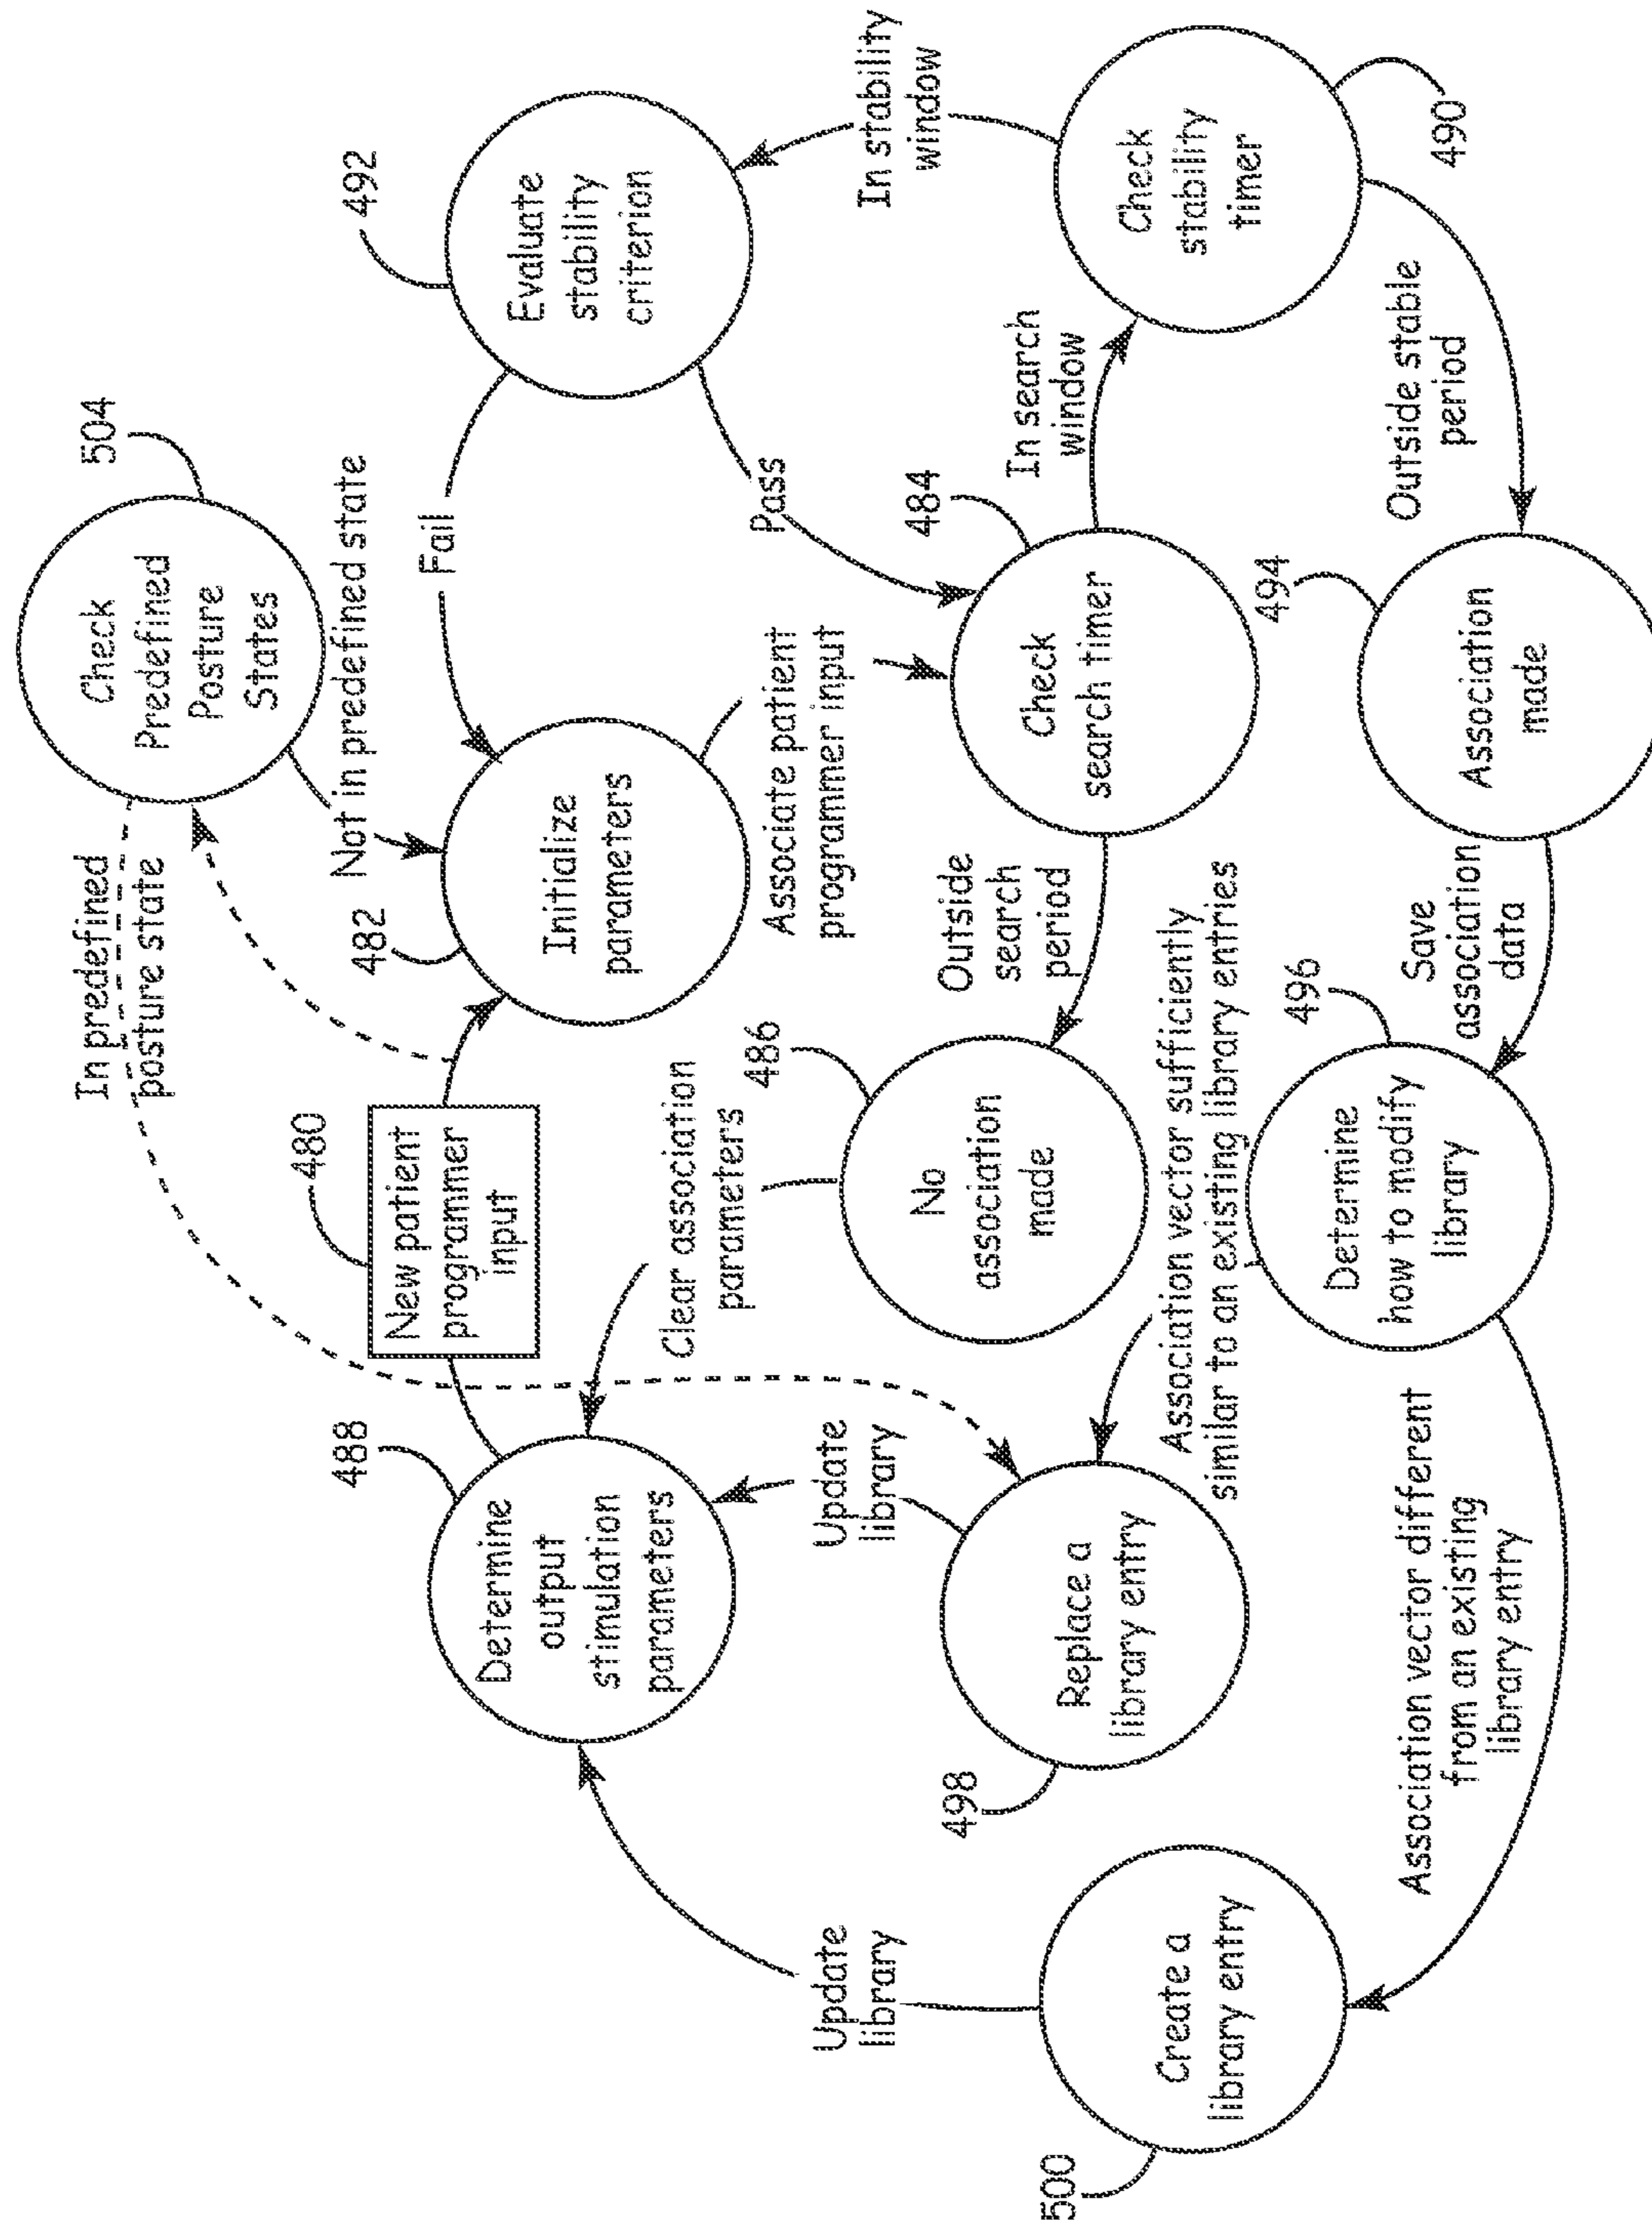 504
Check
Predefined
Posture
States
In predefined
posture state
Not in predefined state
492
Evaluate
stability
criterion
Fail
Pass
In stability
window
480
New patient
programmer
input
482
Initialize
parameters
Associate patient
programmer input
488
Determine
output
stimulation
parameters
Clear association
parameters
486
No
association
made
Outside
search
period
484
Check
search timer
In search
window
Check
stability
timer
490
Outside stable
period
494
Association
made
Save
association
data
496
Determine
how to modify
library
Association vector sufficiently
similar to an existing library entries
Update
library
498
Replace a
library entry
Association vector different
from an existing
library entry
Update
library
500
Create a
library entry